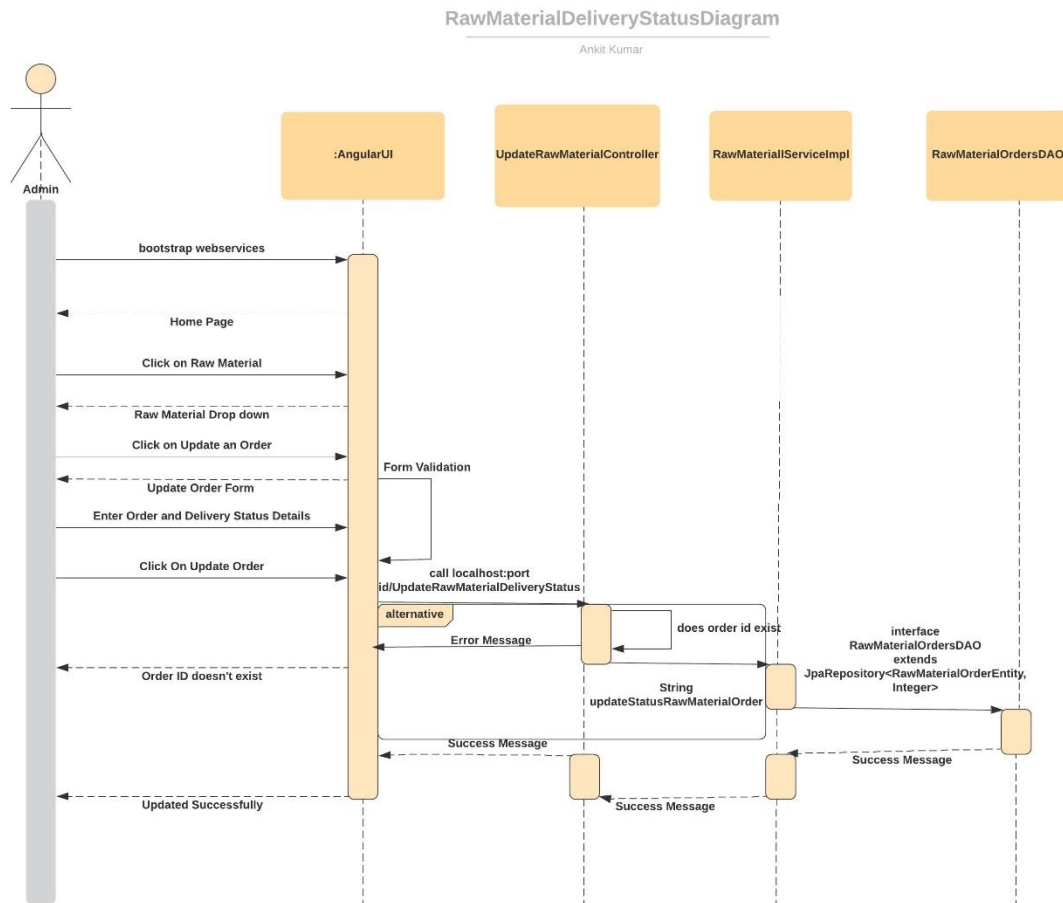 RawMaterialDeliveryStatusDiagram
Ankit Kumar
:AngularUI
UpdateRawMaterialController
RawMateriallServiceImpl
RawMaterialOrdersDAO
Admin
bootstrap webservices
Home Page
Click on Raw Material
Raw Material Drop down
Click on Update an Order
Form Validation
Update Order Form
Enter Order and Delivery Status Details
Click On Update Order
call localhost:port
id/UpdateRawMaterialDeliveryStatus
alternative
does order id exist
Error Message
interface
RawMaterialOrdersDAO
extends
JpaRepository<RawMaterialOrderEntity,
Integer>
Order ID doesn't exist
String
updateStatusRawMaterialOrder
Success Message
Success Message
Updated Successfully
Success Message